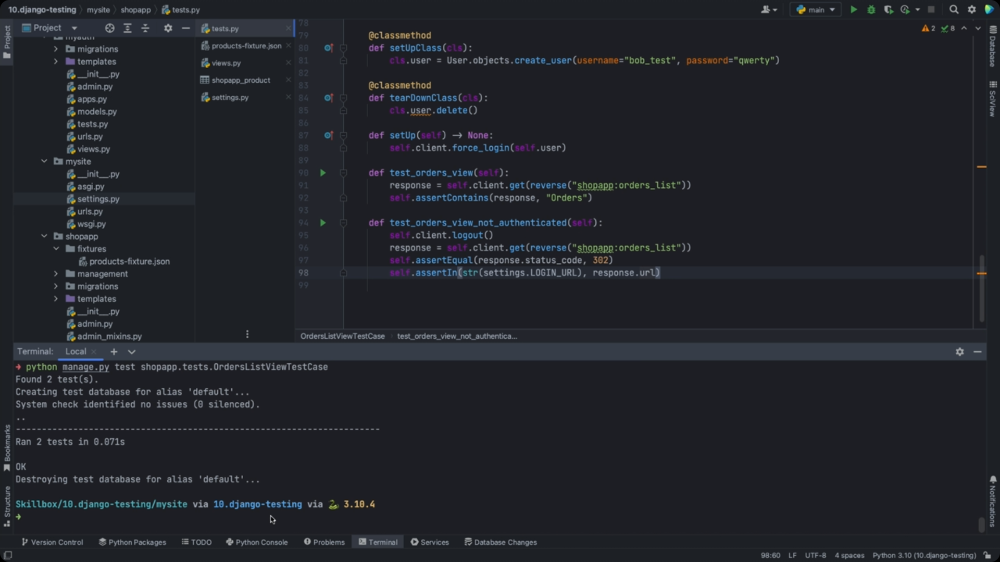 10.django-testing mysite shopapp tests.py main
Project
Project
myauth
migrations
templates
__init__.py
admin.py
apps.py
models.py
tests.py
urls.py
views.py
mysite
__init__.py
asgi.py
settings.py
urls.py
wsgi.py
shopapp
fixtures
products-fixture.json
management
migrations
templates
__init__.py
admin.py
admin_mixins.py
tests.py
products-fixture.json
views.py
shopapp_product
settings.py
2 8
78
79 @classmethod
80 def setUpClass(cls):
81 cls.user = User.objects.create_user(username="bob_test", password="qwerty")
82
83 @classmethod
84 def tearDownClass(cls):
85 cls.user.delete()
86
87 def setUp(self) → None:
88 self.client.force_login(self.user)
89
90 def test_orders_view(self):
91 response = self.client.get(reverse("shopapp:orders_list"))
92 self.assertContains(response, "Orders")
93
94 def test_orders_view_not_authenticated(self):
95 self.client.logout()
96 response = self.client.get(reverse("shopapp:orders_list"))
97 self.assertEqual(response.status_code, 302)
98 self.assertIn(str(settings.LOGIN_URL), response.url)
99
OrdersListViewTestCase test_orders_view_not_authentica...
Database
SciView
Notifications
Bookmarks
Structure
Terminal: Local
→ python manage.py test shopapp.tests.OrdersListViewTestCase
Found 2 test(s).
Creating test database for alias 'default'...
System check identified no issues (0 silenced).
..
----------------------------------------------------------------------
Ran 2 tests in 0.071s
OK
Destroying test database for alias 'default'...
Skillbox/10.django-testing/mysite via 10.django-testing via 🐍 3.10.4
→
Version Control Python Packages TODO Python Console Problems Terminal Services Database Changes
98:60 LF UTF-8 4 spaces Python 3.10 (10.django-testing)